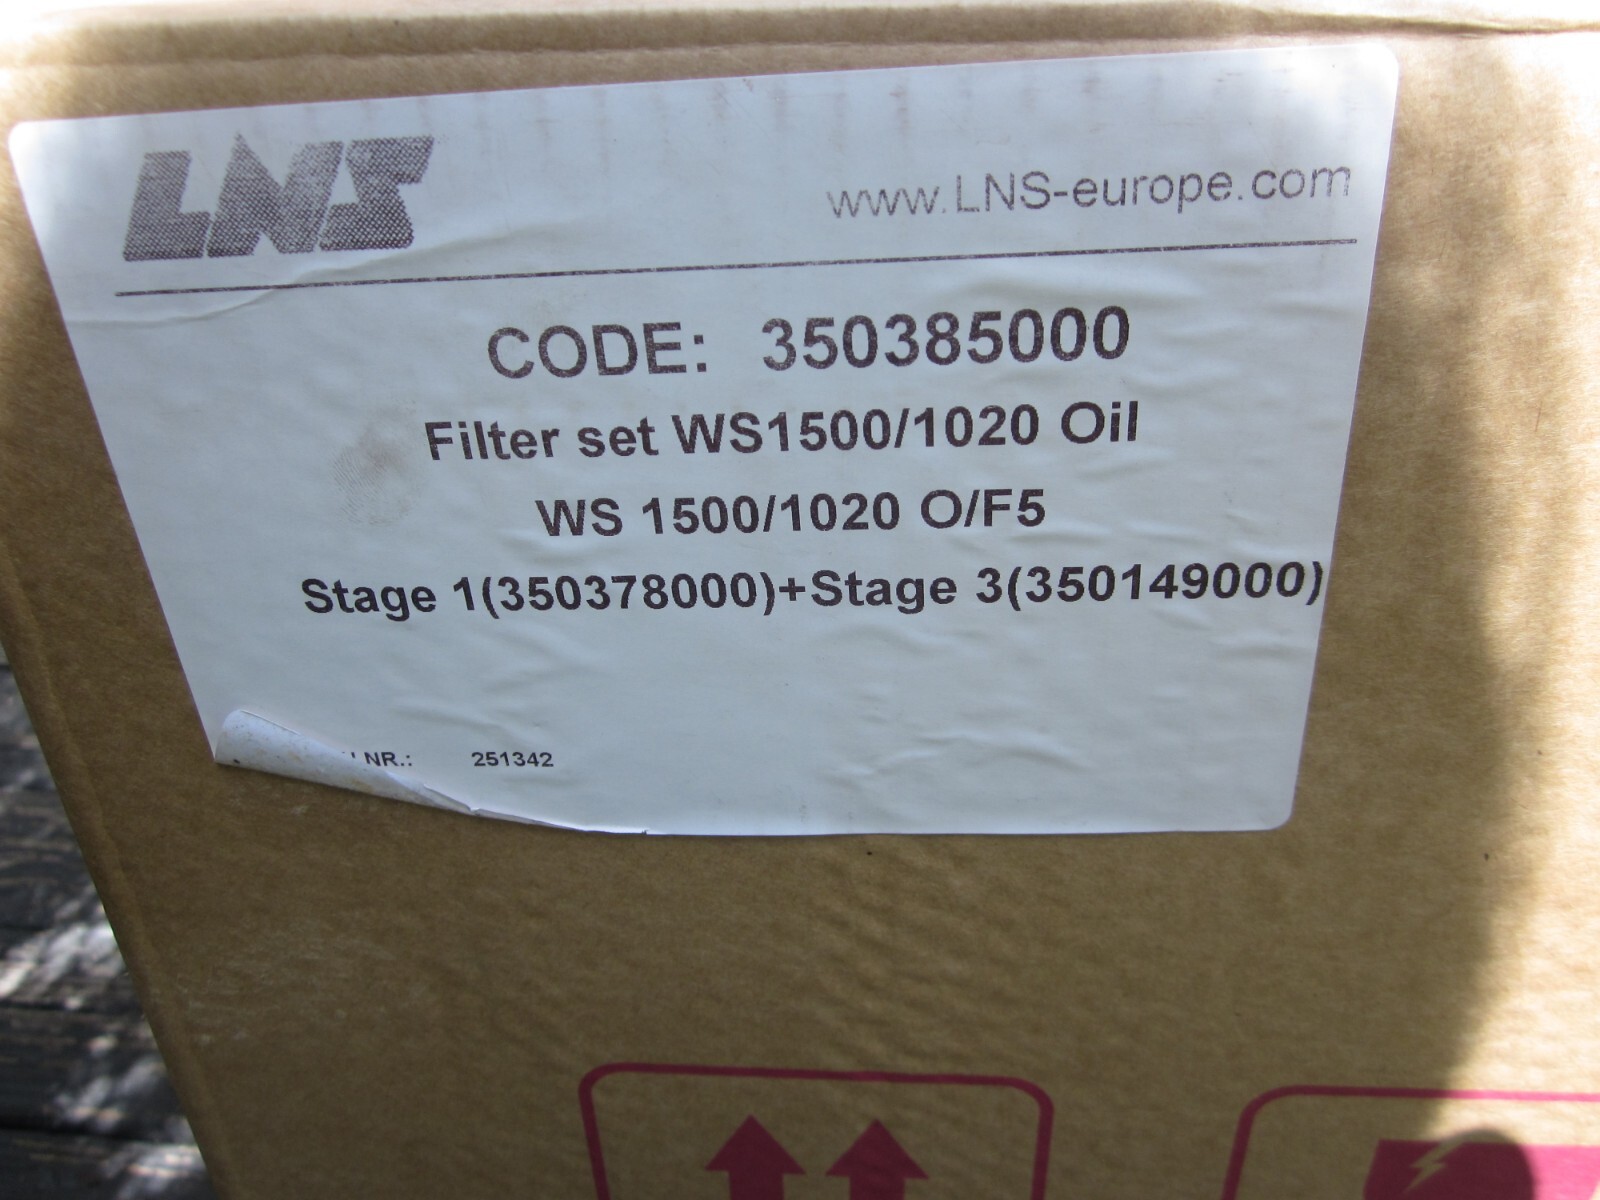 LNS
www.LNS-europe.com
CODE: 350385000
Filter set WS1500/1020 Oil
WS 1500/1020 O/F5
Stage 1(350378000)+Stage 3(350149000)
NR.: 251342